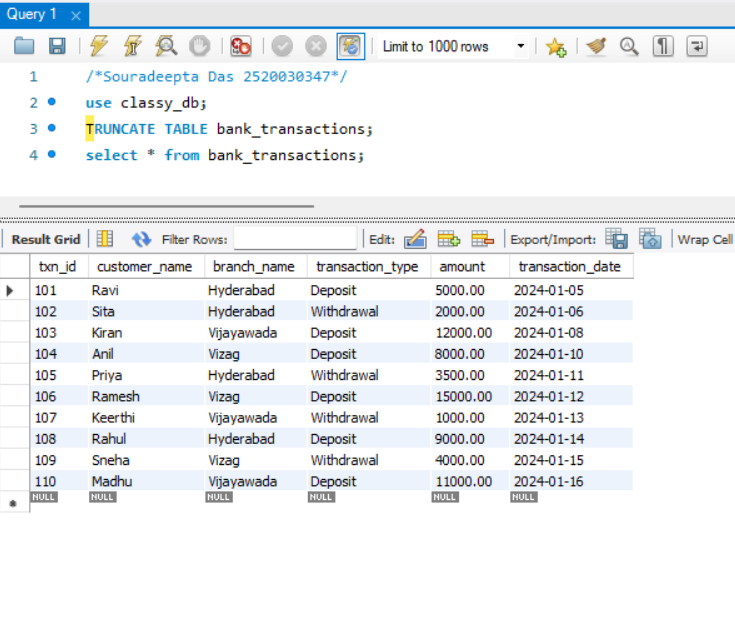 Query 1
Limit to 1000 rows
1 /*Souradeepta Das 2520030347*/
2 use classy_db;
3 TRUNCATE TABLE bank_transactions;
4 select * from bank_transactions;
Result Grid Filter Rows: Edit: Export/Import: Wrap Cell
txn_id customer_name branch_name transaction_type amount transaction_date
101 Ravi Hyderabad Deposit 5000.00 2024-01-05
102 Sita Hyderabad Withdrawal 2000.00 2024-01-06
103 Kiran Vijayawada Deposit 12000.00 2024-01-08
104 Anil Vizag Deposit 8000.00 2024-01-10
105 Priya Hyderabad Withdrawal 3500.00 2024-01-11
106 Ramesh Vizag Deposit 15000.00 2024-01-12
107 Keerthi Vijayawada Withdrawal 1000.00 2024-01-13
108 Rahul Hyderabad Deposit 9000.00 2024-01-14
109 Sneha Vizag Withdrawal 4000.00 2024-01-15
110 Madhu Vijayawada Deposit 11000.00 2024-01-16
NULL NULL NULL NULL NULL NULL